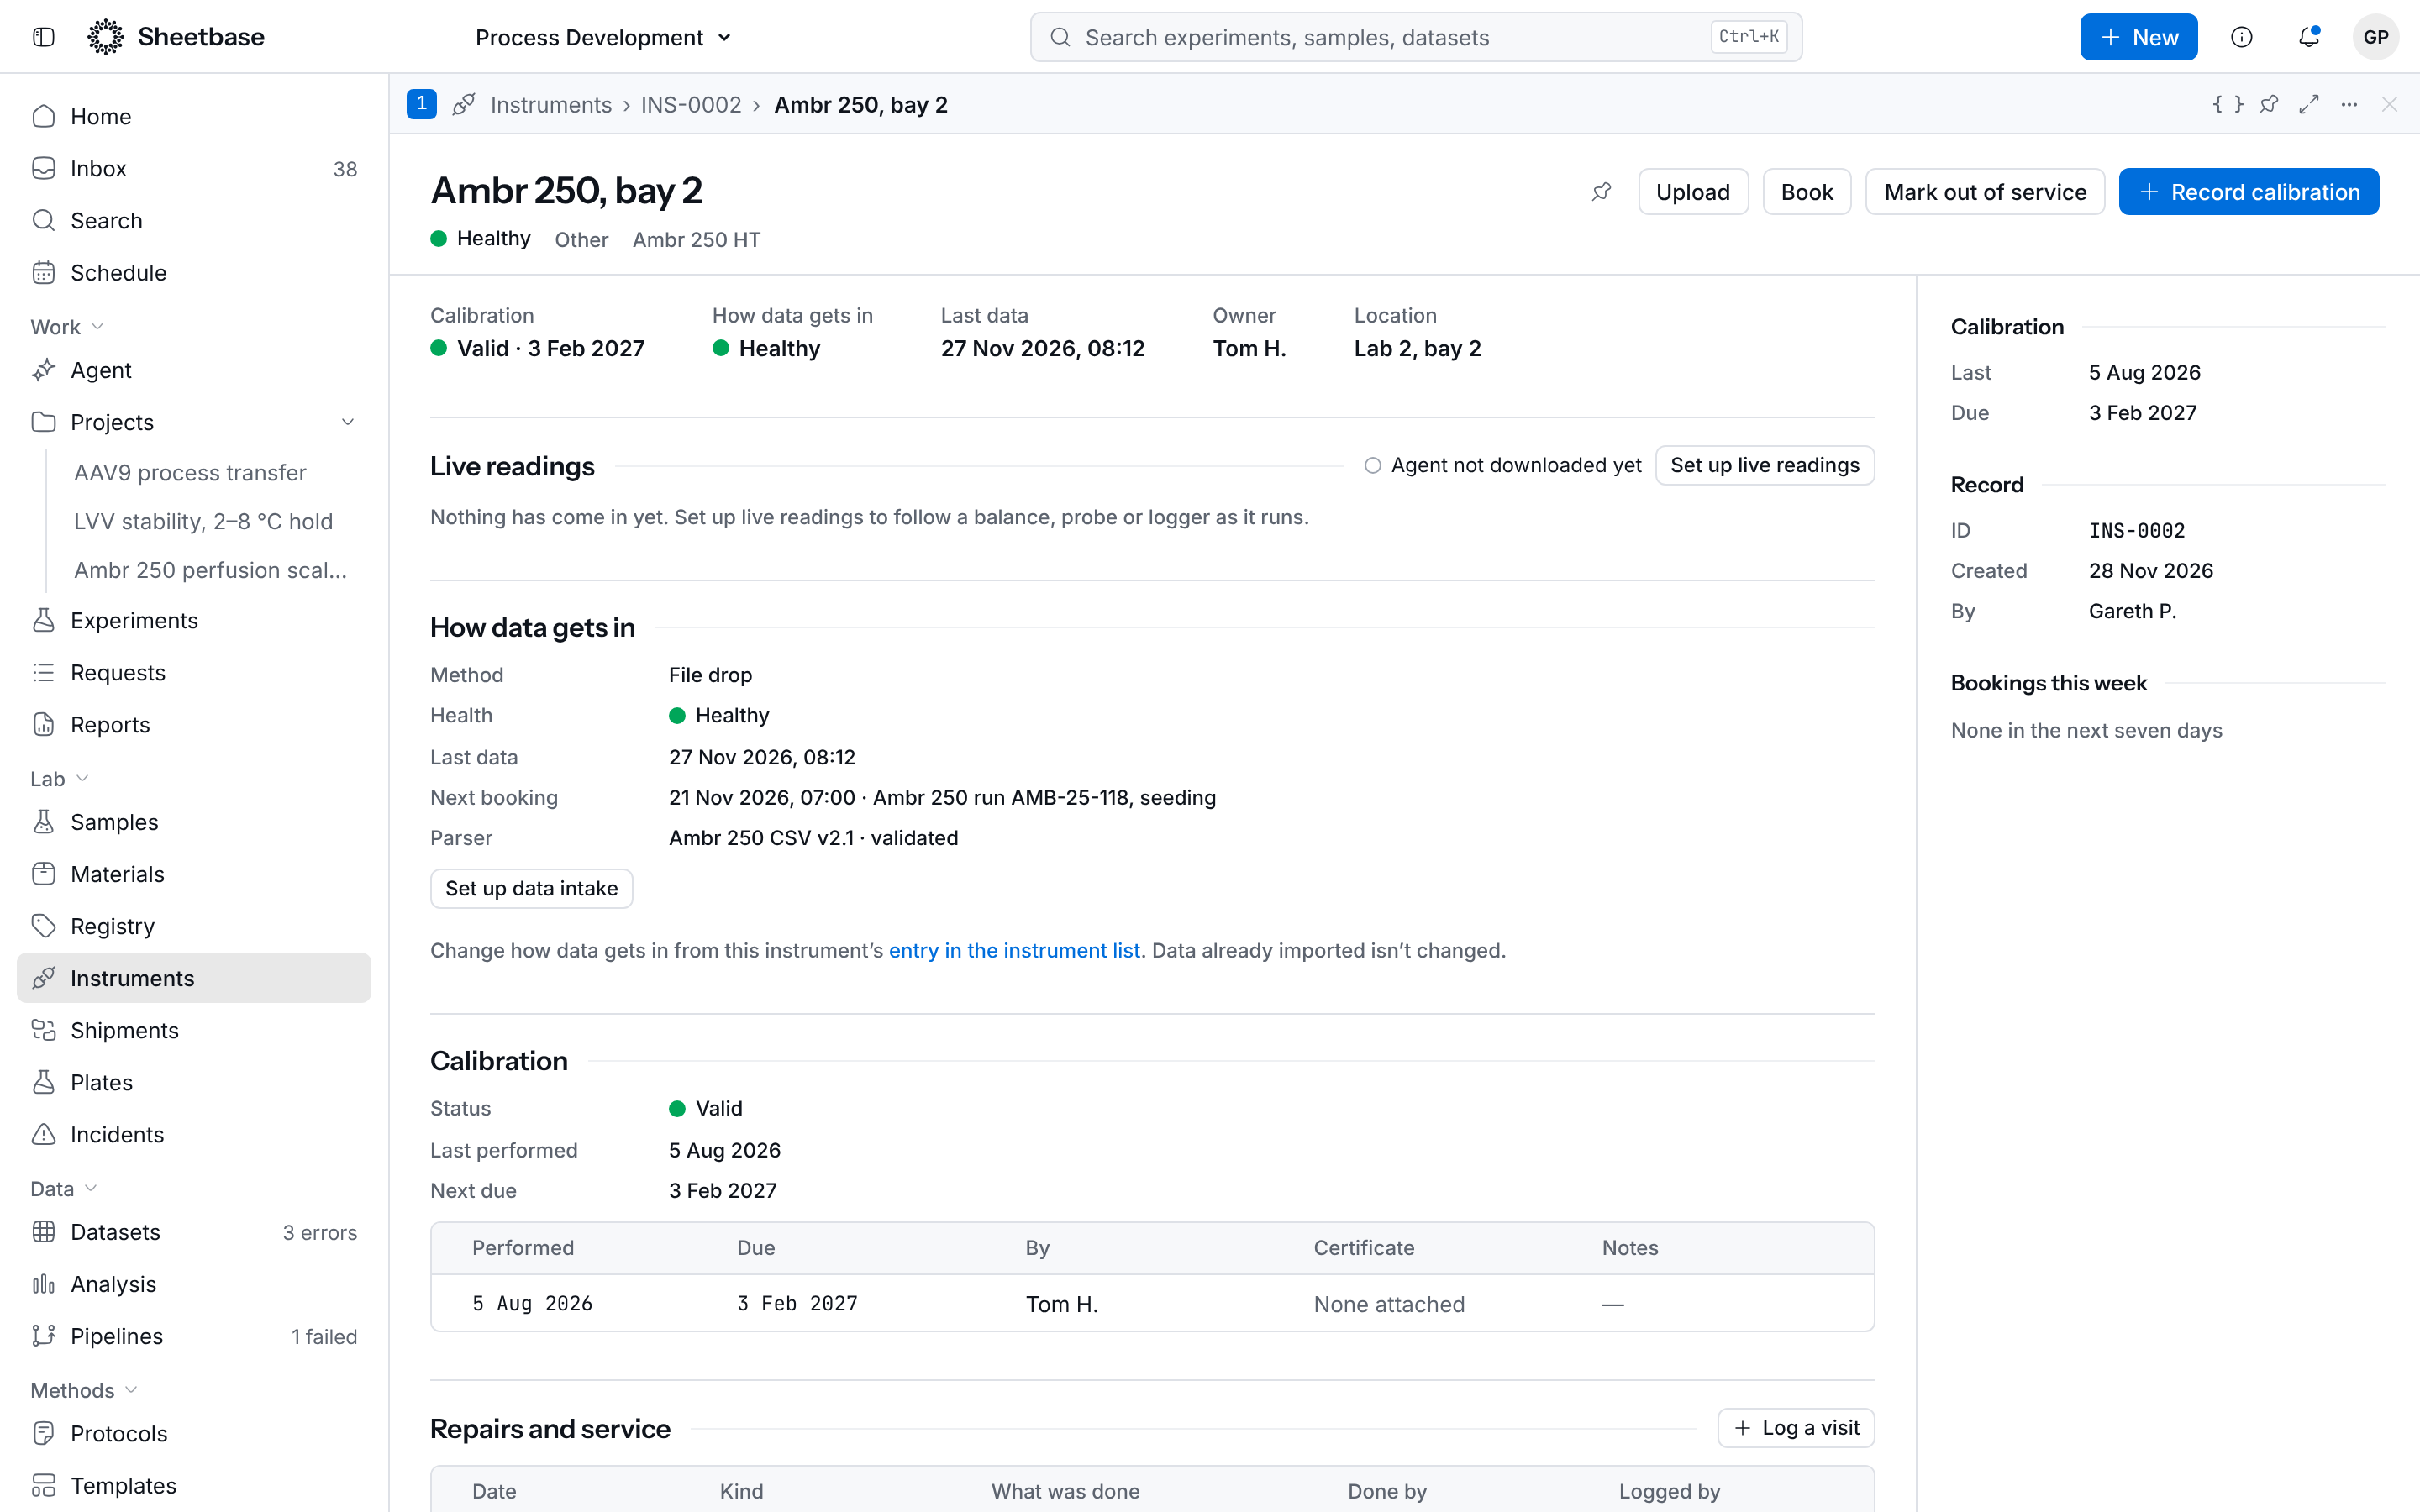 Sheetbase
Process Development
Search experiments, samples, datasets
Ctrl+K
New
GP
Home
Inbox 38
Search
Schedule
Work
Agent
Projects
AAV9 process transfer
LVV stability, 2–8 °C hold
Ambr 250 perfusion scal...
Experiments
Requests
Reports
Lab
Samples
Materials
Registry
Instruments
Shipments
Plates
Incidents
Data
Datasets 3 errors
Analysis
Pipelines 1 failed
Methods
Protocols
Templates
1 Instruments › INS-0002 › Ambr 250, bay 2
{ }
Ambr 250, bay 2
Healthy Other Ambr 250 HT
Upload
Book
Mark out of service
Record calibration
Calibration How data gets in Last data Owner Location
Valid · 3 Feb 2027 Healthy 27 Nov 2026, 08:12 Tom H. Lab 2, bay 2
Live readings
Agent not downloaded yet
Set up live readings
Nothing has come in yet. Set up live readings to follow a balance, probe or logger as it runs.
How data gets in
Method File drop
Health Healthy
Last data 27 Nov 2026, 08:12
Next booking 21 Nov 2026, 07:00 · Ambr 250 run AMB-25-118, seeding
Parser Ambr 250 CSV v2.1 · validated
Set up data intake
Change how data gets in from this instrument’s entry in the instrument list. Data already imported isn’t changed.
Calibration
Status Valid
Last performed 5 Aug 2026
Next due 3 Feb 2027
Performed Due By Certificate Notes
5 Aug 2026 3 Feb 2027 Tom H. None attached —
Repairs and service
Log a visit
Date Kind What was done Done by Logged by
Calibration
Last 5 Aug 2026
Due 3 Feb 2027
Record
ID INS-0002
Created 28 Nov 2026
By Gareth P.
Bookings this week
None in the next seven days